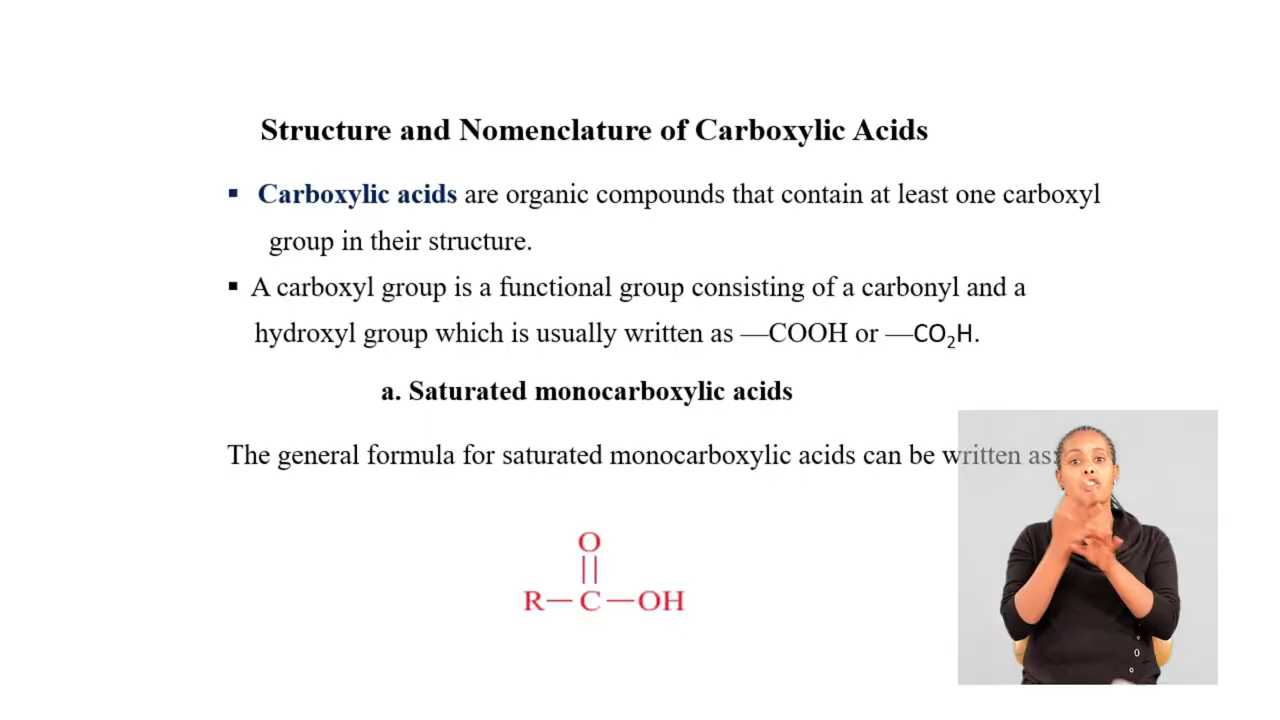 Structure and Nomenclature of Carboxylic Acids
▪ Carboxylic acids are organic compounds that contain at least one carboxyl
group in their structure.
▪ A carboxyl group is a functional group consisting of a carbonyl and a
hydroxyl group which is usually written as —COOH or —CO₂H.
a. Saturated monocarboxylic acids
The general formula for saturated monocarboxylic acids can be written as:
O
R—C—OH